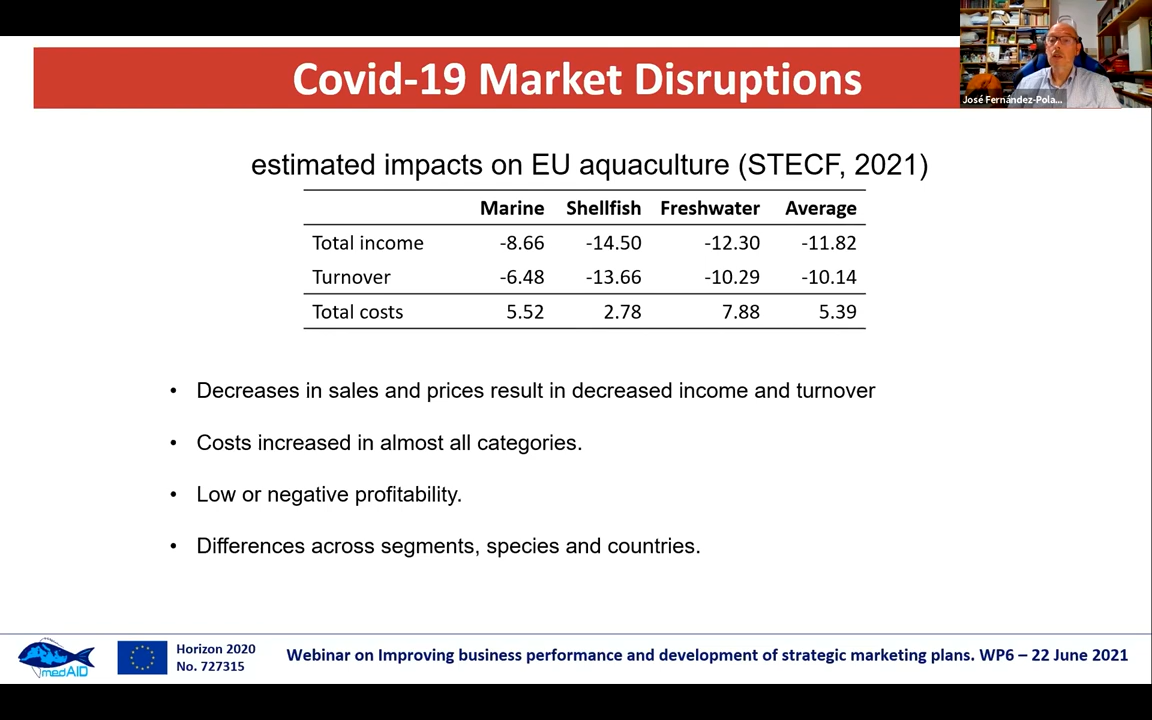 Covid-19 Market Disruptions
José Fernández-Pola...
estimated impacts on EU aquaculture (STECF, 2021)
Marine Shellfish Freshwater Average
Total income -8.66 -14.50 -12.30 -11.82
Turnover -6.48 -13.66 -10.29 -10.14
Total costs 5.52 2.78 7.88 5.39
• Decreases in sales and prices result in decreased income and turnover
• Costs increased in almost all categories.
• Low or negative profitability.
• Differences across segments, species and countries.
medAID
Horizon 2020
No. 727315
Webinar on Improving business performance and development of strategic marketing plans. WP6 – 22 June 2021